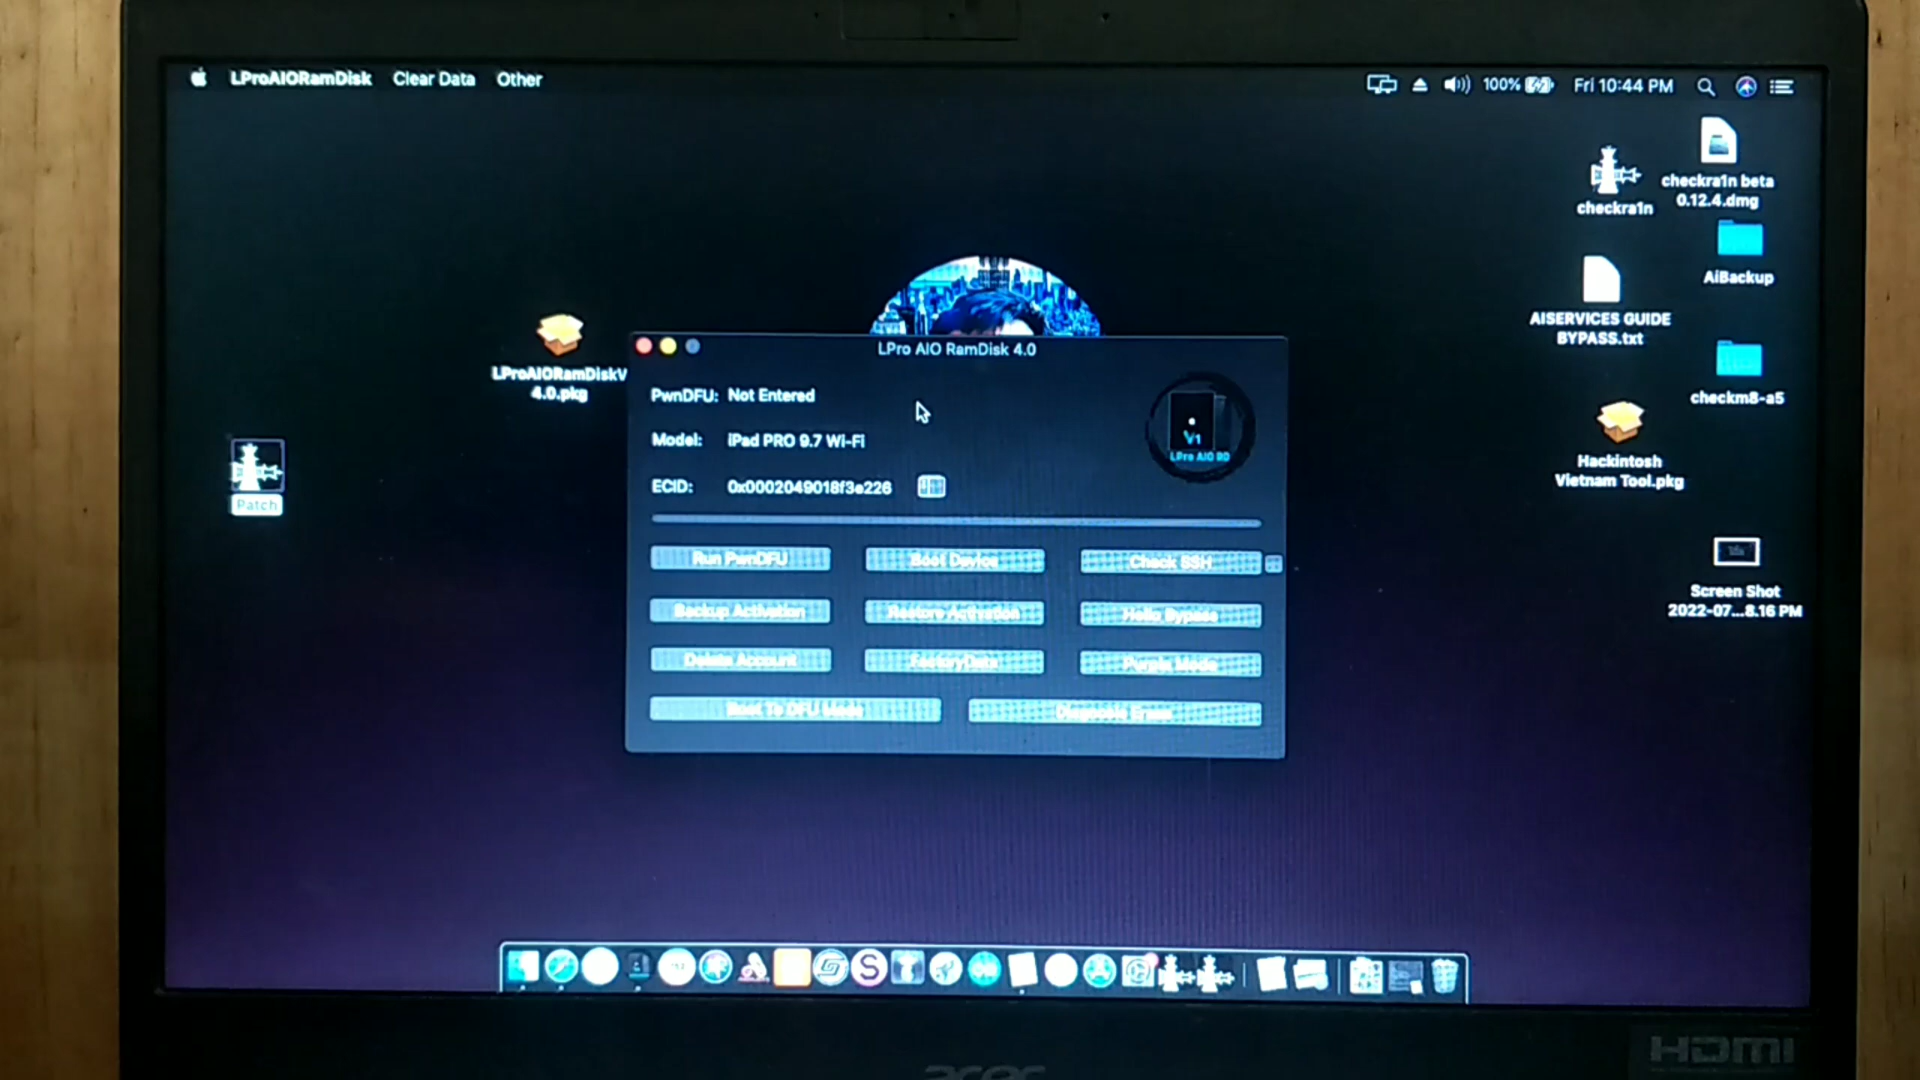 LProAIORamDisk Clear Data Other
100% Fri 10:44 PM
checkra1n
checkra1n beta
0.12.4.dmg
AiBackup
AISERVICES GUIDE
BYPASS.txt
checkm8-a5
Hackintosh
Vietnam Tool.pkg
Screen Shot
2022-07...8.16 PM
LProAIORamDiskV
4.0.pkg
Patch
LPro AIO RamDisk 4.0
PwnDFU: Not Entered
Model: iPad PRO 9.7 Wi-Fi
ECID: 0x0002049018f3e226
V1
LPro AIO RD
Run PwnDFU Boot Device Check SSH
Backup Activation Restore Activation Hello Bypass
Delete Account FactoryData Purple Mode
Boot To DFU Mode Diagnostic Erase
acer
HDMI